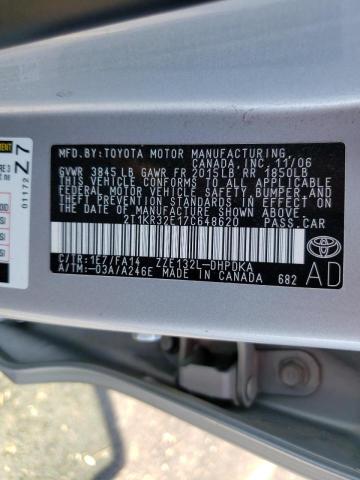 MFD.BY:TOYOTA MOTOR MANUFACTURING
CANADA, INC. 11/06
GVWR 3845 LB GAWR FR 2015LB RR 1850LB
THIS VEHICLE CONFORMS TO ALL APPLICABLE
FEDERAL MOTOR VEHICLE SAFETY, BUMPER, AND
THEFT PREVENTION STANDARDS IN EFFECT ON
THE DATE OF MANUFACTURE SHOWN ABOVE.
2T1KR32E17C648620 PASS.CAR
C/TR:1E7/FA14 ZZE132L-DHPDKA
A/TM:-03A/A246E MADE IN CANADA 682
TOYOTA
AD
01172 Z 7